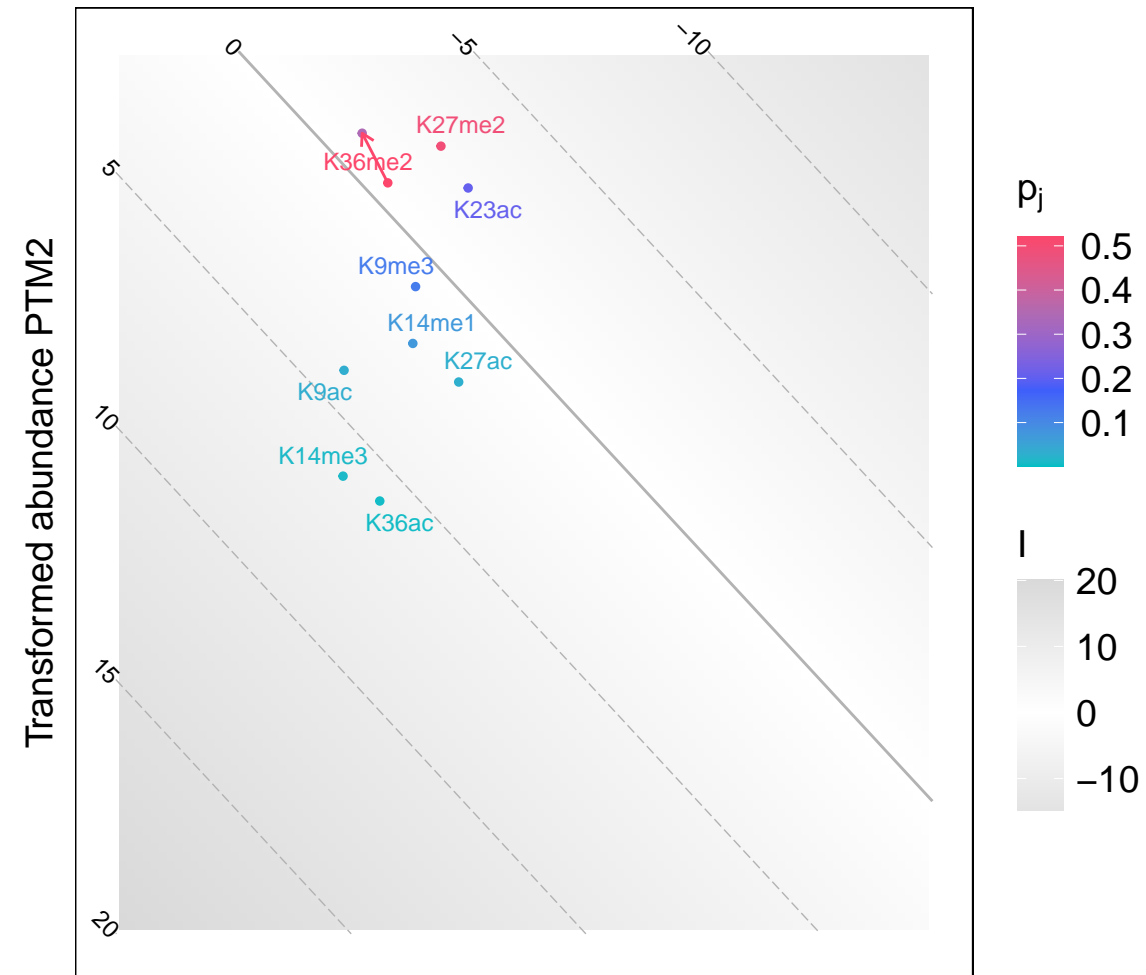 0
−5
−10
5
10
15
20
Transformed abundance PTM2
K27me2
K36me2
K23ac
K9me3
K14me1
K27ac
K9ac
K14me3
K36ac
pj
0.5
0.4
0.3
0.2
0.1
I
20
10
0
−10